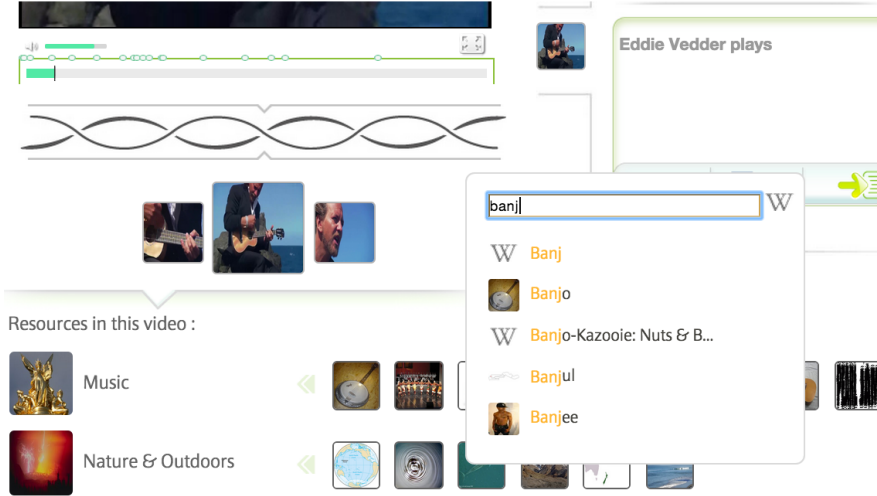 Eddie Vedder plays
banj
W
W Banj
Banjo
W Banjo-Kazooie: Nuts & B...
Banjul
Banjee
Resources in this video :
Music
Nature & Outdoors